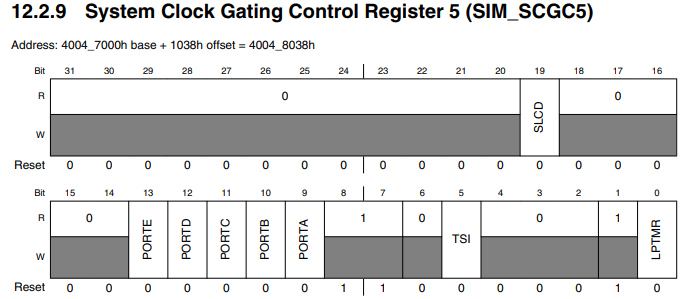 12.2.9 System Clock Gating Control Register 5 (SIM_SCGC5)
Address: 4004_7000h base + 1038h offset = 4004_8038h
Bit 31 30 29 28 27 26 25 24 23 22 21 20 19 18 17 16
R 0 SLCD 0
W
Reset 0 0 0 0 0 0 0 0 0 0 0 0 0 0 0 0
Bit 15 14 13 12 11 10 9 8 7 6 5 4 3 2 1 0
R 0 PORTE PORTD PORTC PORTB PORTA 1 0 TSI 0 1 LPTMR
W
Reset 0 0 0 0 0 0 0 1 1 0 0 0 0 0 1 0